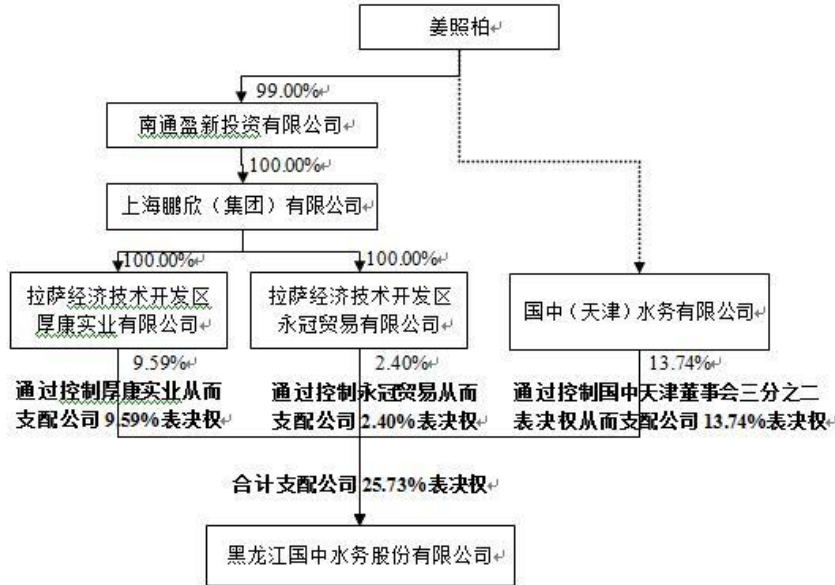 姜照柏
99.00%
南通盈新投资有限公司
100.00%
上海鹏欣（集团）有限公司
100.00%
100.00%
拉萨经济技术开发区
厚康实业有限公司
拉萨经济技术开发区
永冠贸易有限公司
国中（天津）水务有限公司
9.59%
2.40%
13.74%
通过控制厚康实业从而
支配公司 9.59%表决权
通过控制永冠贸易从而
支配公司 2.40%表决权
通过控制国中天津董事会三分之二
表决权从而支配公司 13.74%表决权
合计支配公司 25.73%表决权
黑龙江国中水务股份有限公司